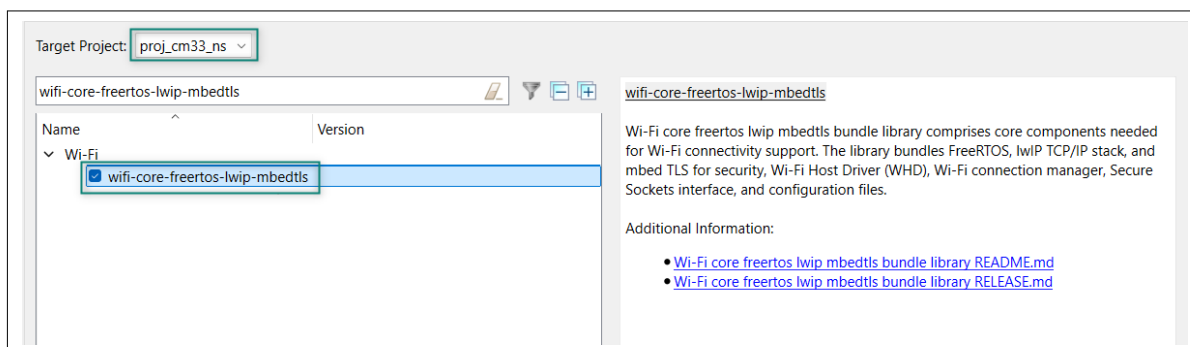 Target Project: proj_cm33_ns
wifi-core-freertos-lwip-mbedtls
Name Version
Wi-Fi
wifi-core-freertos-lwip-mbedtls
wifi-core-freertos-lwip-mbedtls
Wi-Fi core freertos lwip mbedtls bundle library comprises core components needed
for Wi-Fi connectivity support. The library bundles FreeRTOS, lwIP TCP/IP stack, and
mbed TLS for security, Wi-Fi Host Driver (WHD), Wi-Fi connection manager, Secure
Sockets interface, and configuration files.
Additional Information:
• Wi-Fi core freertos lwip mbedtls bundle library README.md
• Wi-Fi core freertos lwip mbedtls bundle library RELEASE.md